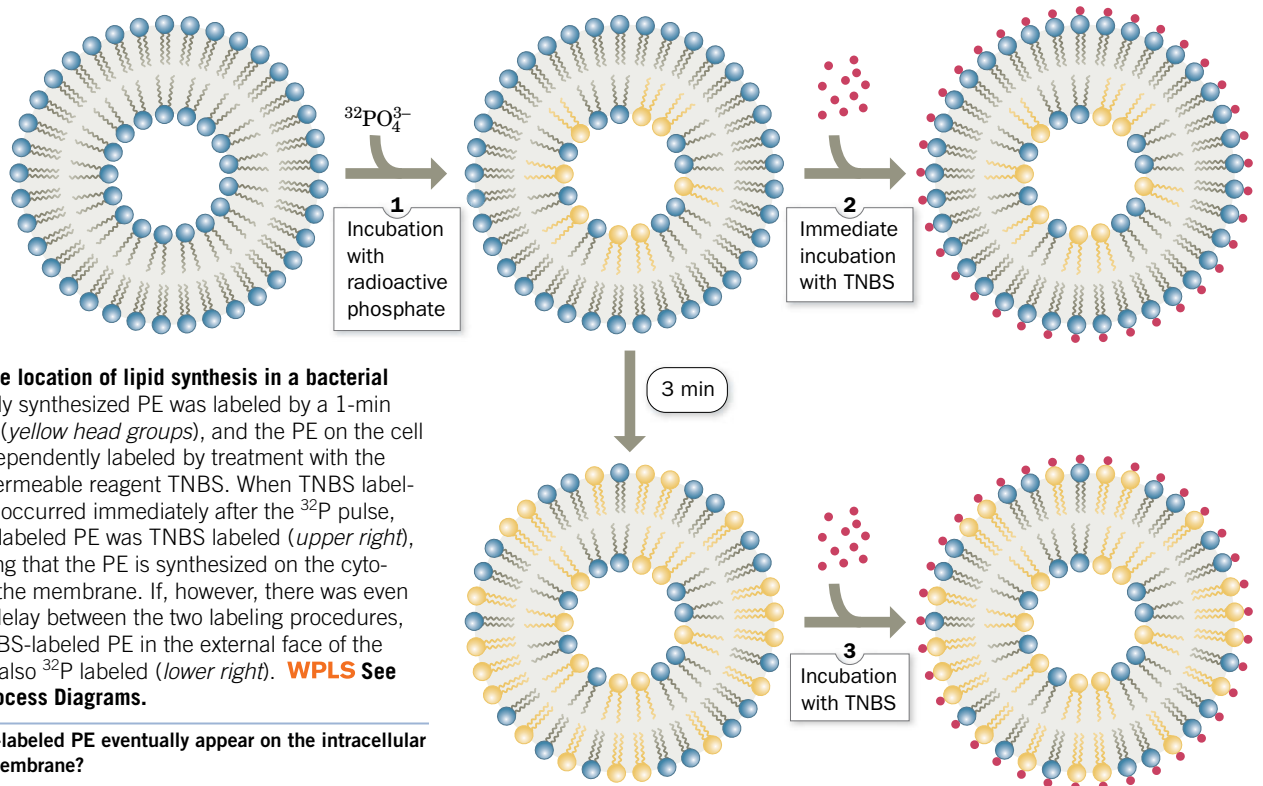 ³²PO₄³⁻
1
Incubation
with
radioactive
phosphate
2
Immediate
incubation
with TNBS
3 min
3
Incubation
with TNBS
e location of lipid synthesis in a bacterial
ly synthesized PE was labeled by a 1-min
(yellow head groups), and the PE on the cell
ependently labeled by treatment with the
ermeable reagent TNBS. When TNBS label-
occurred immediately after the ³²P pulse,
labeled PE was TNBS labeled (upper right),
ng that the PE is synthesized on the cyto-
the membrane. If, however, there was even
delay between the two labeling procedures,
BS-labeled PE in the external face of the
also ³²P labeled (lower right). WPLS See
ocess Diagrams.
-labeled PE eventually appear on the intracellular
embrane?